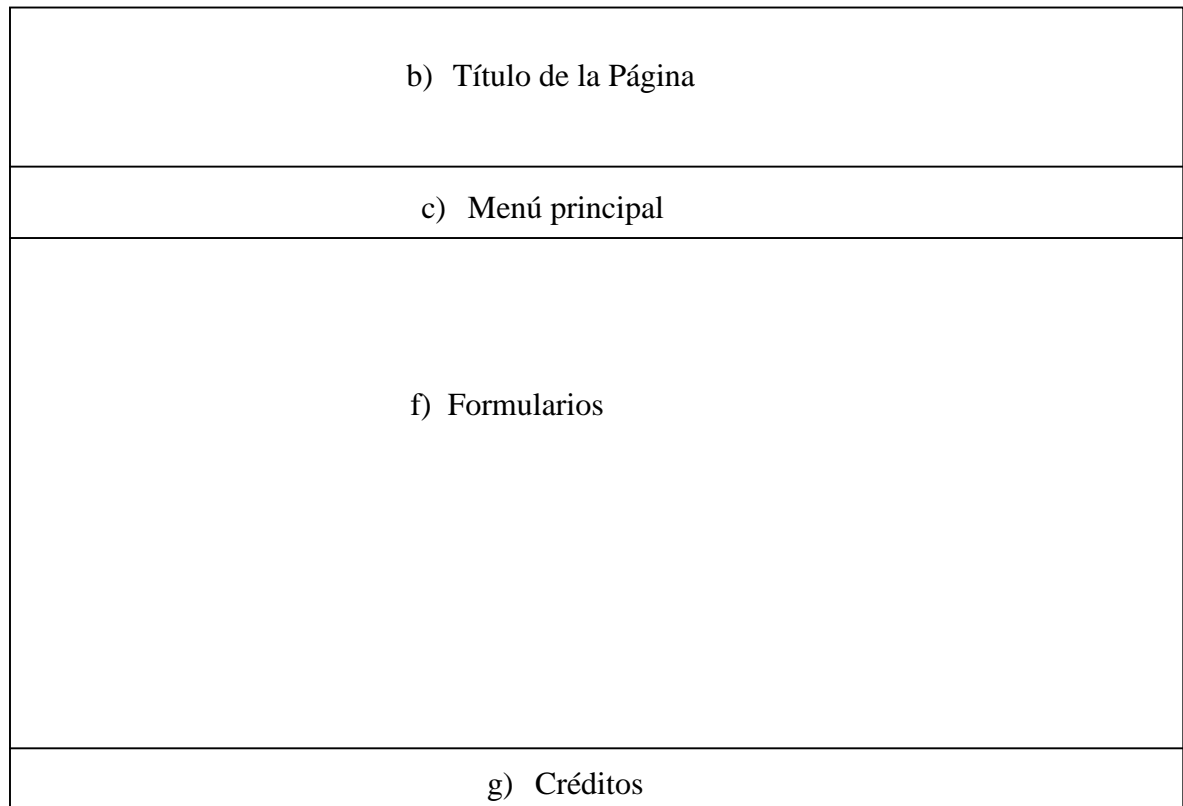 b) Título de la Página
c) Menú principal
f) Formularios
g) Créditos